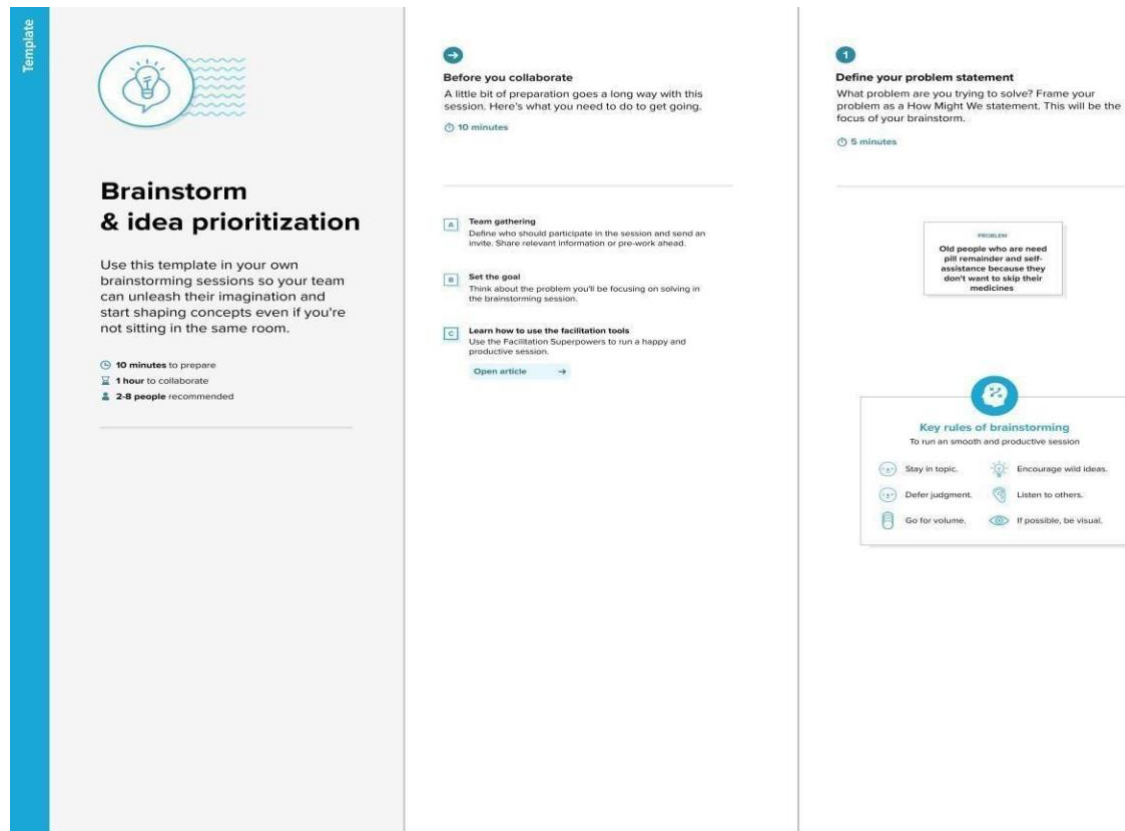 Template
Brainstorm
& idea prioritization
Use this template in your own
brainstorming sessions so your team
can unleash their imagination and
start shaping concepts even if you're
not sitting in the same room.
10 minutes to prepare
1 hour to collaborate
2-8 people recommended
Before you collaborate
A little bit of preparation goes a long way with this
session. Here's what you need to do to get going.
10 minutes
A
Team gathering
Define who should participate in the session and send an
invite. Share relevant information or pre-work ahead.
B
Set the goal
Think about the problem you'll be focusing on solving in
the brainstorming session.
C
Learn how to use the facilitation tools
Use the Facilitation Superpowers to run a happy and
productive session.
Open article
1
Define your problem statement
What problem are you trying to solve? Frame your
problem as a How Might We statement. This will be the
focus of your brainstorm.
5 minutes
PROBLEM
Old people who are need
pill remainder and self-
assistance because they
don't want to skip their
medicines
Key rules of brainstorming
To run an smooth and productive session
Stay in topic.
Encourage wild ideas.
Defer judgment.
Listen to others.
Go for volume.
If possible, be visual.